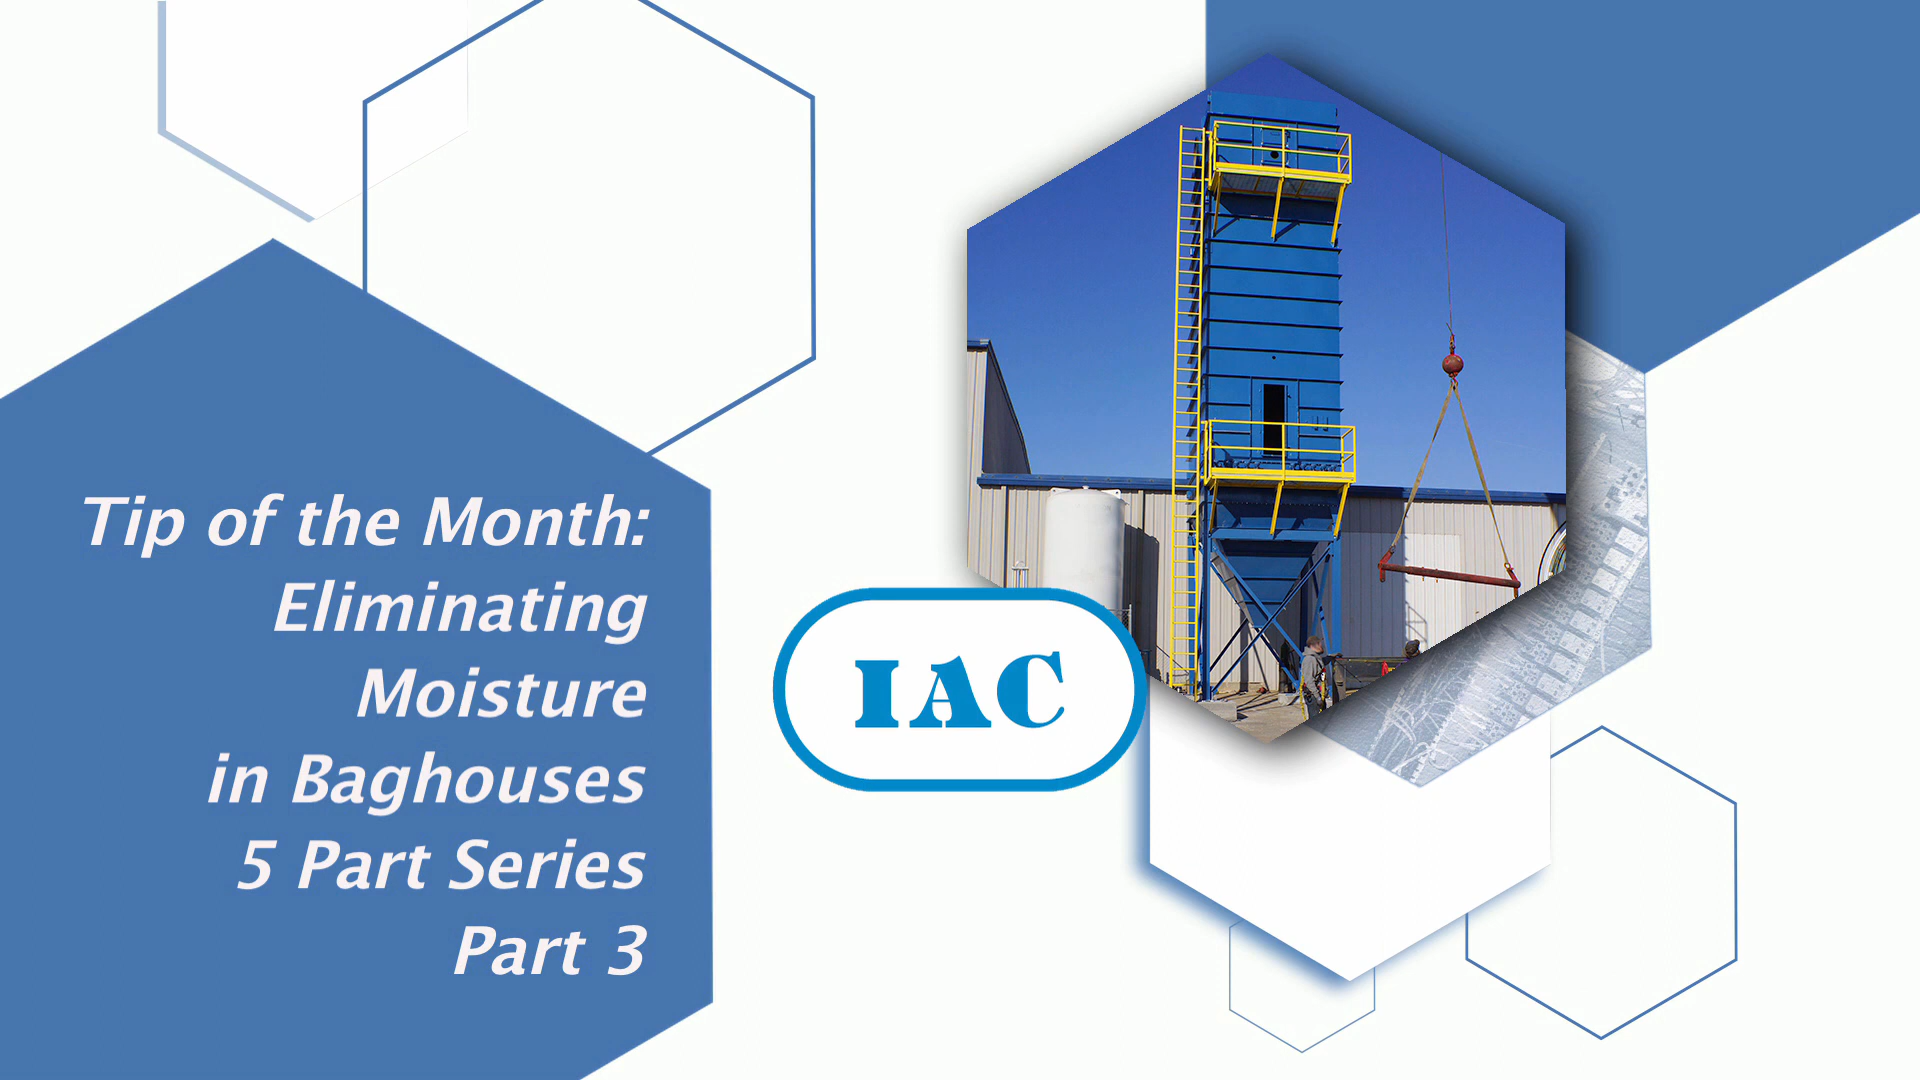 Tip of the Month:
Eliminating
Moisture
in Baghouses
5 Part Series
Part 3
IAC